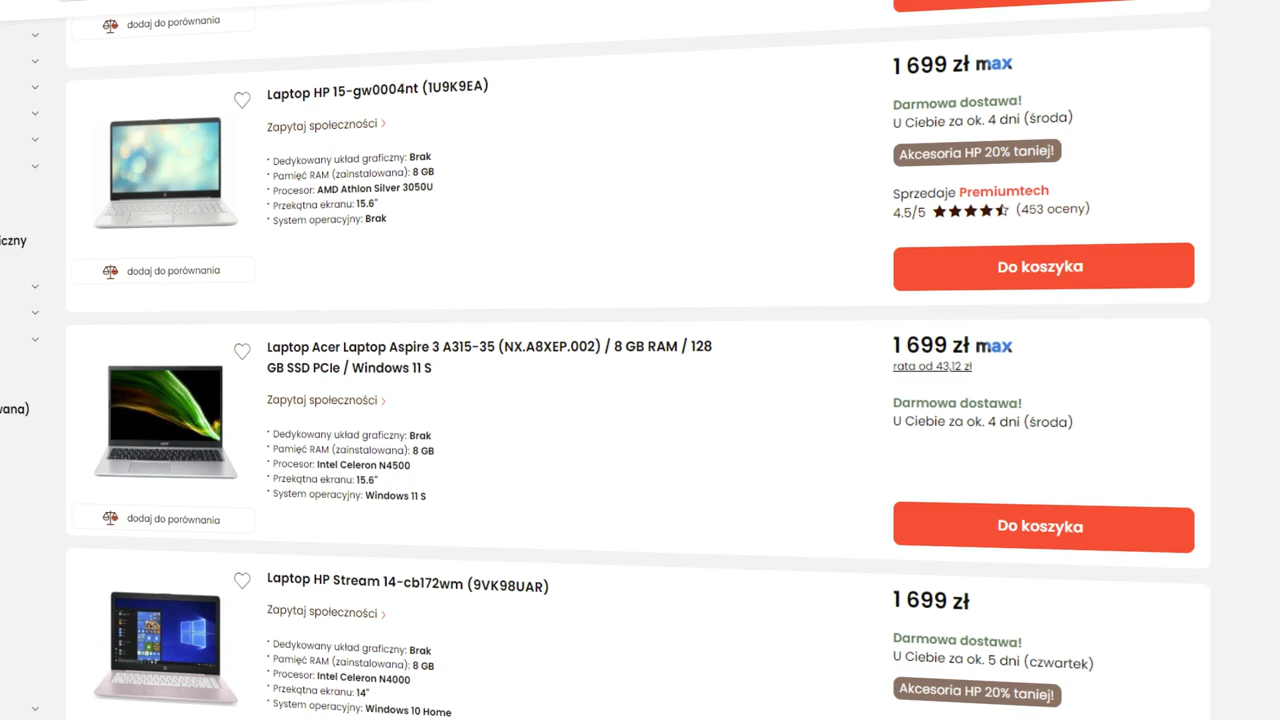 dodaj do porównania
Laptop HP 15-gw0004nt (1U9K9EA)
Zapytaj społeczności
Dedykowany układ graficzny: Brak
Pamięć RAM (zainstalowana): 8 GB
Procesor: AMD Athlon Silver 3050U
Przekątna ekranu: 15.6"
System operacyjny: Brak
dodaj do porównania
1 699 zł max
Darmowa dostawa!
U Ciebie za ok. 4 dni (środa)
Akcesoria HP 20% taniej!
Sprzedaje Premiumtech
4.5/5 (453 oceny)
Do koszyka
iczny
Laptop Acer Laptop Aspire 3 A315-35 (NX.A8XEP.002) / 8 GB RAM / 128
GB SSD PCIe / Windows 11 S
Zapytaj społeczności
Dedykowany układ graficzny: Brak
Pamięć RAM (zainstalowana): 8 GB
Procesor: Intel Celeron N4500
Przekątna ekranu: 15.6"
System operacyjny: Windows 11 S
dodaj do porównania
1 699 zł max
rata od 43,12 zł
Darmowa dostawa!
U Ciebie za ok. 4 dni (środa)
Do koszyka
wana)
Laptop HP Stream 14-cb172wm (9VK98UAR)
Zapytaj społeczności
Dedykowany układ graficzny: Brak
Pamięć RAM (zainstalowana): 8 GB
Procesor: Intel Celeron N4000
Przekątna ekranu: 14"
System operacyjny: Windows 10 Home
1 699 zł
Darmowa dostawa!
U Ciebie za ok. 5 dni (czwartek)
Akcesoria HP 20% taniej!